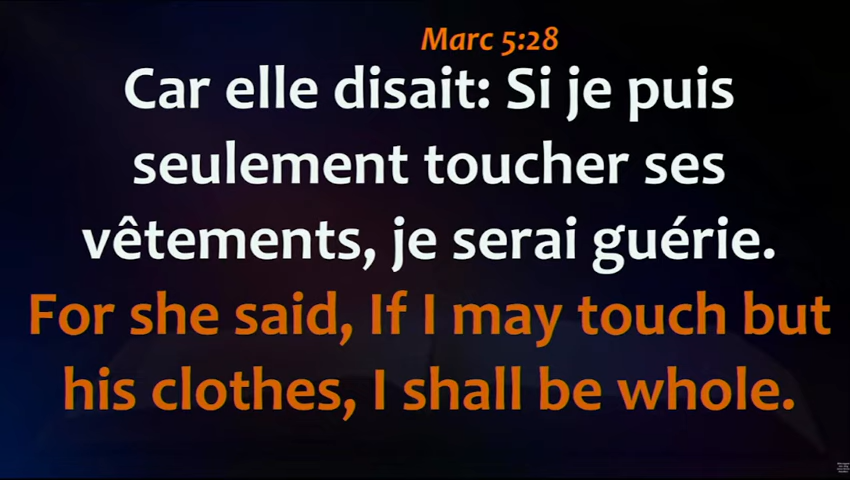 Marc 5:28
Car elle disait: Si je puis
seulement toucher ses
vêtements, je serai guérie.
For she said, If I may touch but
his clothes, I shall be whole.